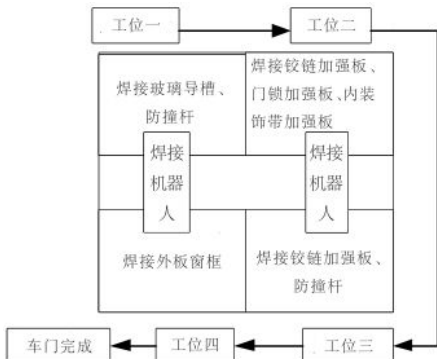 工位一
工位二
焊接玻璃导槽、
防撞杆
焊接铰链加强板、
门锁加强板、内装
饰带加强板
焊接
机器
人
焊接
机器
人
焊接外板窗框
焊接铰链加强板、
防撞杆
车门完成
工位四
工位三